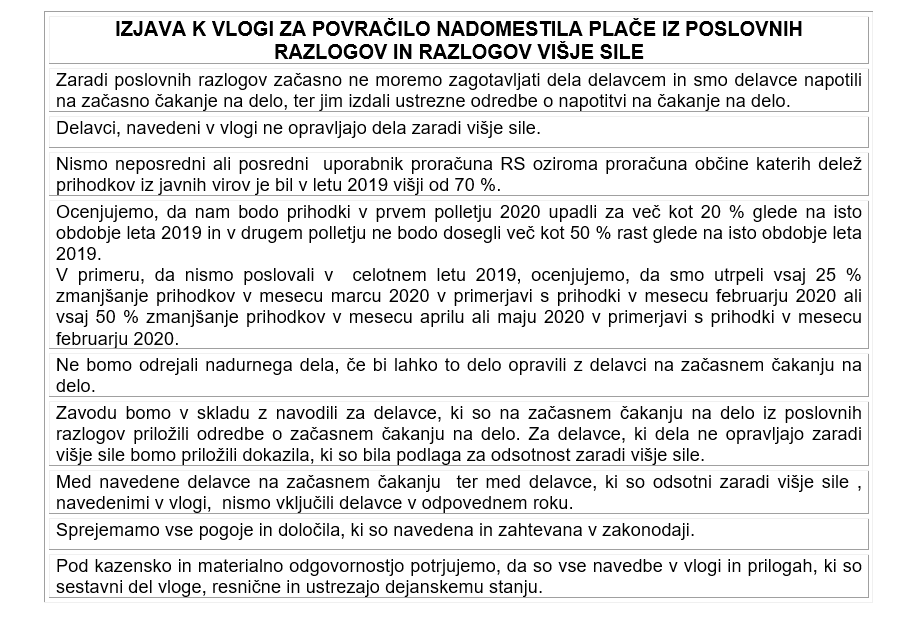 IZJAVA K VLOGI ZA POVRAČILO NADOMESTILA PLAČE IZ POSLOVNIH
RAZLOGOV IN RAZLOGOV VIŠJE SILE
Zaradi poslovnih razlogov začasno ne moremo zagotavljati dela delavcem in smo delavce napotili
na začasno čakanje na delo, ter jim izdali ustrezne odredbe o napotitvi na čakanje na delo.
Delavci, navedeni v vlogi ne opravljajo dela zaradi višje sile.
Nismo neposredni ali posredni  uporabnik proračuna RS oziroma proračuna občine katerih delež
prihodkov iz javnih virov je bil v letu 2019 višji od 70 %.
Ocenjujemo, da nam bodo prihodki v prvem polletju 2020 upadli za več kot 20 % glede na isto
obdobje leta 2019 in v drugem polletju ne bodo dosegli več kot 50 % rast glede na isto obdobje leta
2019.
V primeru, da nismo poslovali v  celotnem letu 2019, ocenjujemo, da smo utrpeli vsaj 25 %
zmanjšanje prihodkov v mesecu marcu 2020 v primerjavi s prihodki v mesecu februarju 2020 ali
vsaj 50 % zmanjšanje prihodkov v mesecu aprilu ali maju 2020 v primerjavi s prihodki v mesecu
februarju 2020.
Ne bomo odrejali nadurnega dela, če bi lahko to delo opravili z delavci na začasnem čakanju na
delo.
Zavodu bomo v skladu z navodili za delavce, ki so na začasnem čakanju na delo iz poslovnih
razlogov priložili odredbe o začasnem čakanju na delo. Za delavce, ki dela ne opravljajo zaradi
višje sile bomo priložili dokazila, ki so bila podlaga za odsotnost zaradi višje sile.
Med navedene delavce na začasnem čakanju  ter med delavce, ki so odsotni zaradi višje sile ,
navedenimi v vlogi,  nismo vključili delavce v odpovednem roku.
Sprejemamo vse pogoje in določila, ki so navedena in zahtevana v zakonodaji.
Pod kazensko in materialno odgovornostjo potrjujemo, da so vse navedbe v vlogi in prilogah, ki so
sestavni del vloge, resnične in ustrezajo dejanskemu stanju.